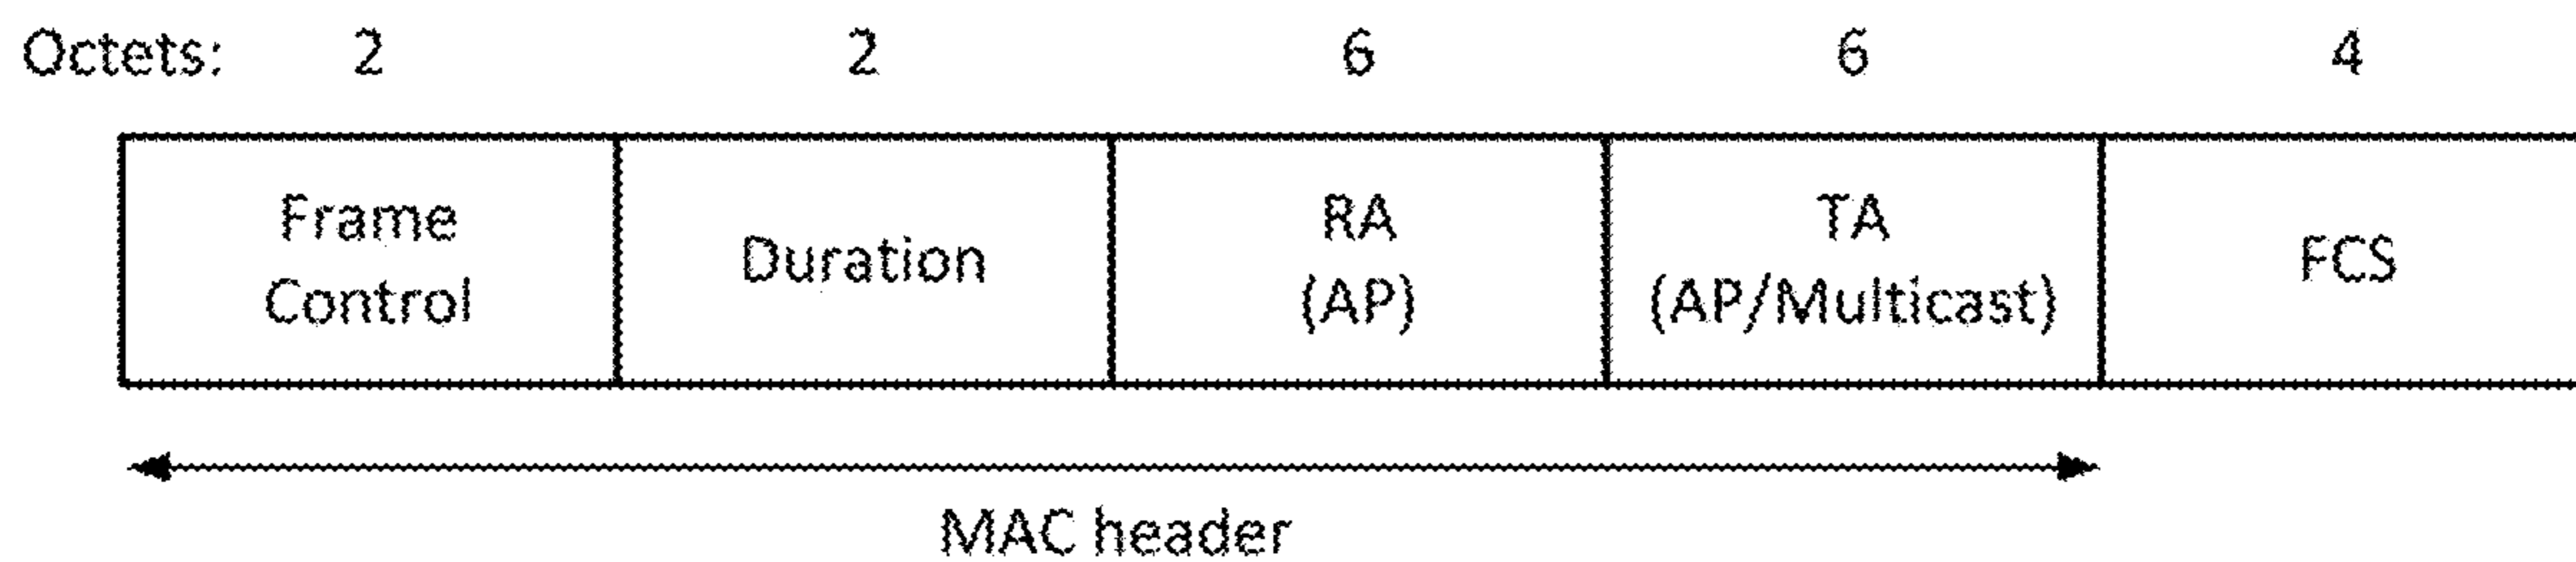 Octets: 2 2 6 6 4
Frame Control
Duration
RA (AP)
TA (AP/Multicast)
FCS
MAC header